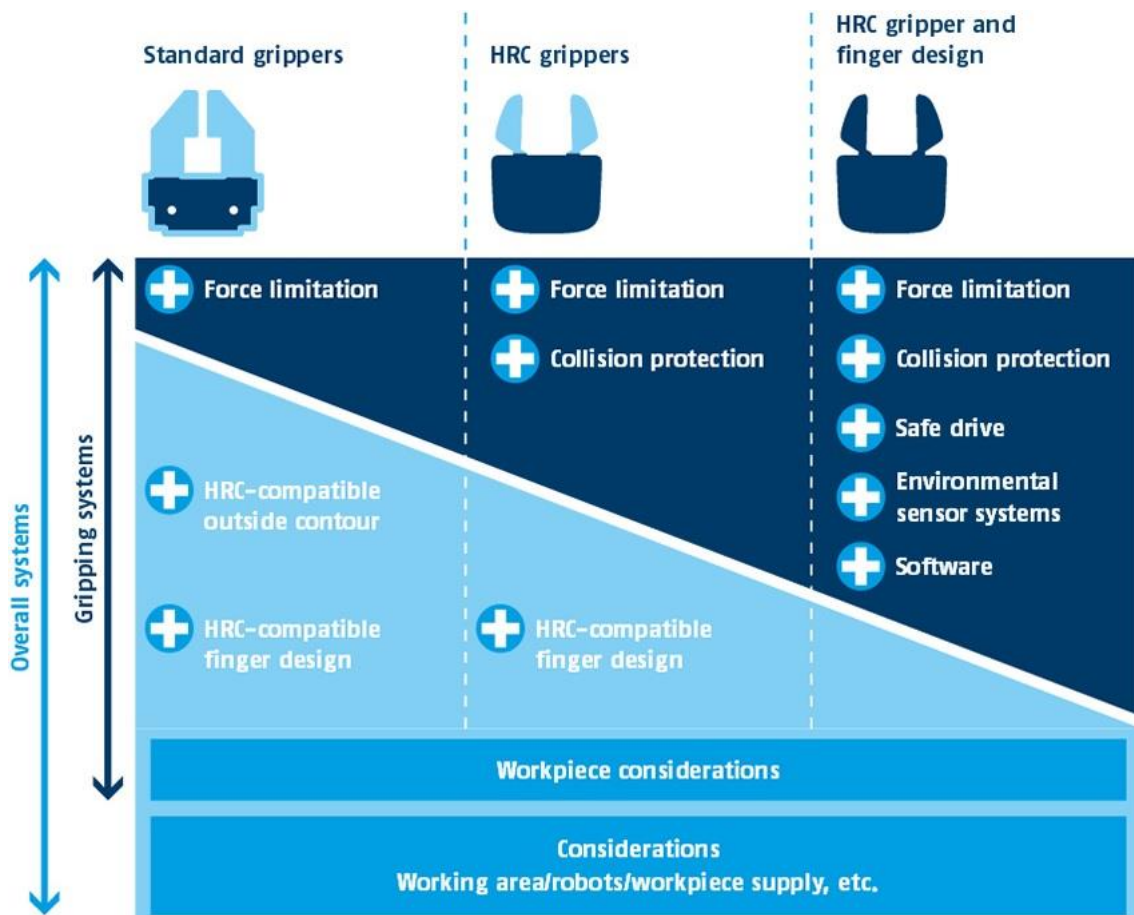 Standard grippers
HRC grippers
HRC gripper and
finger design
Force limitation
HRC-compatible
outside contour
HRC-compatible
finger design
Force limitation
Collision protection
HRC-compatible
finger design
Force limitation
Collision protection
Safe drive
Environmental
sensor systems
Software
Overall systems
Gripping systems
Workpiece considerations
Considerations
Working area/robots/workpiece supply, etc.